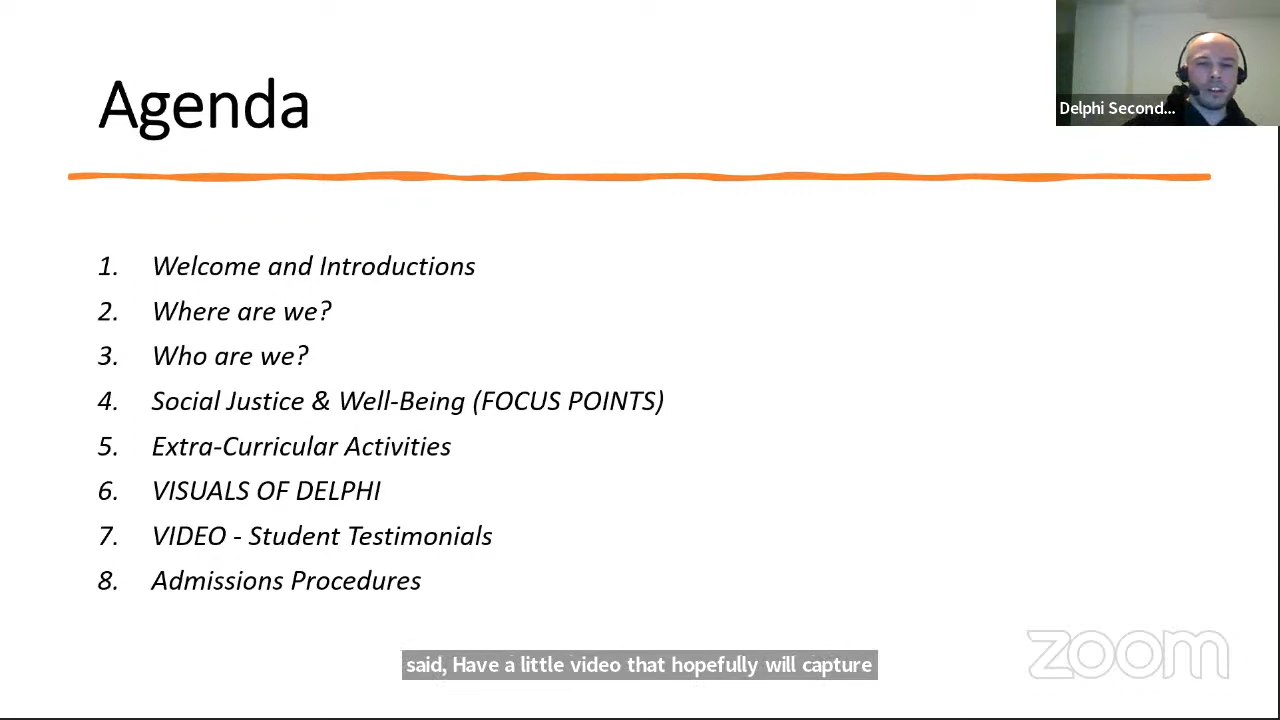 Agenda
Delphi Second...
1. Welcome and Introductions
2. Where are we?
3. Who are we?
4. Social Justice & Well-Being (FOCUS POINTS)
5. Extra-Curricular Activities
6. VISUALS OF DELPHI
7. VIDEO - Student Testimonials
8. Admissions Procedures
said, Have a little video that hopefully will capture
zoom